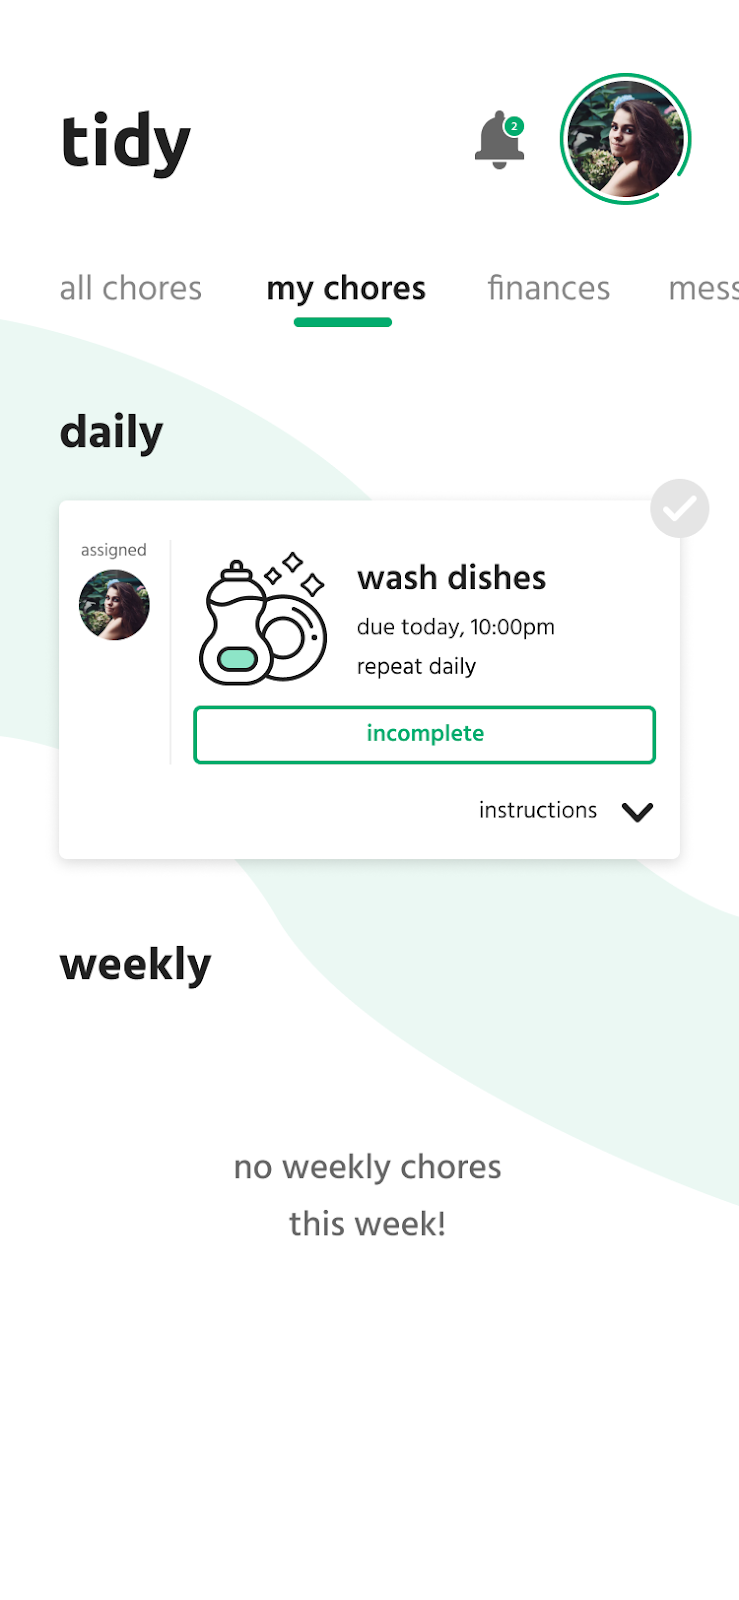 tidy
2
all chores
my chores
finances
mess
daily
assigned
wash dishes
due today, 10:00pm
repeat daily
incomplete
instructions
weekly
no weekly chores
this week!